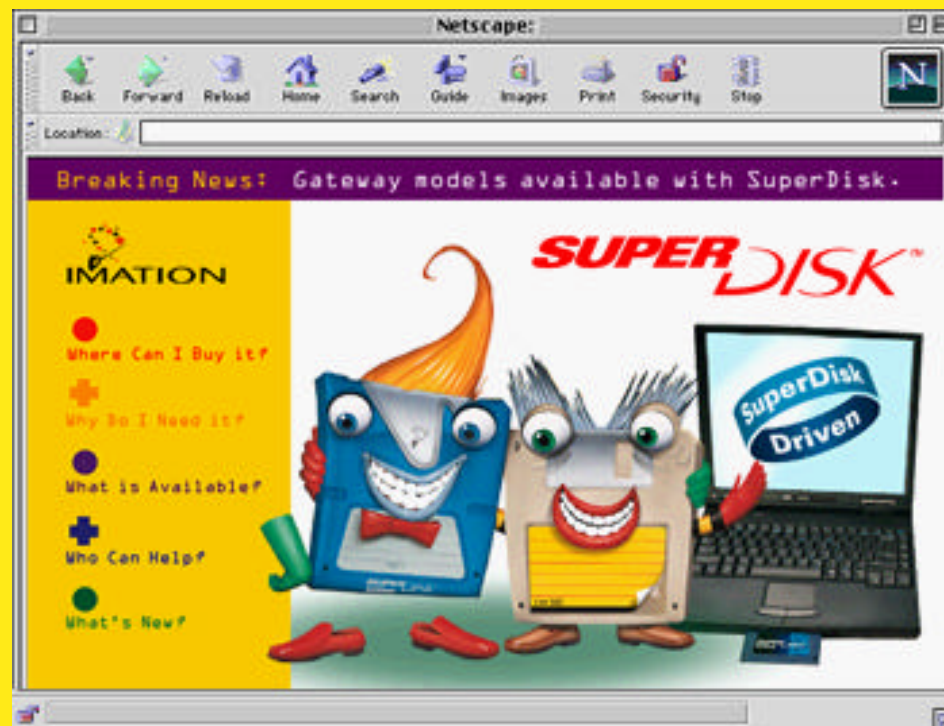 Netscape:
Back Forward Reload Home Search Guide Images Print Security Stop
N
Location:
Breaking News: Gateway models available with SuperDisk.
IMATION
SUPERDISK™
Where Can I Buy it?
Why Do I Need it?
What is Available?
Who Can Help?
What's New?
SuperDisk
Driven